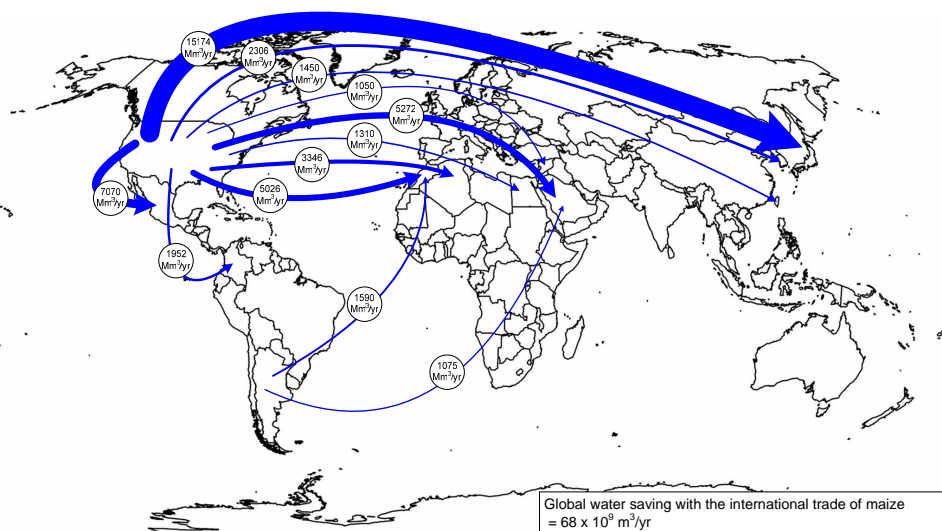 15174
Mm³/yr
2306
Mm³/yr
1450
Mm³/yr
1050
Mm³/yr
5272
Mm³/yr
1310
Mm³/yr
3346
Mm³/yr
7070
Mm³/yr
5026
Mm³/yr
1952
Mm³/yr
1590
Mm³/yr
1075
Mm³/yr
Global water saving with the international trade of maize
= 68 x 10⁹ m³/yr